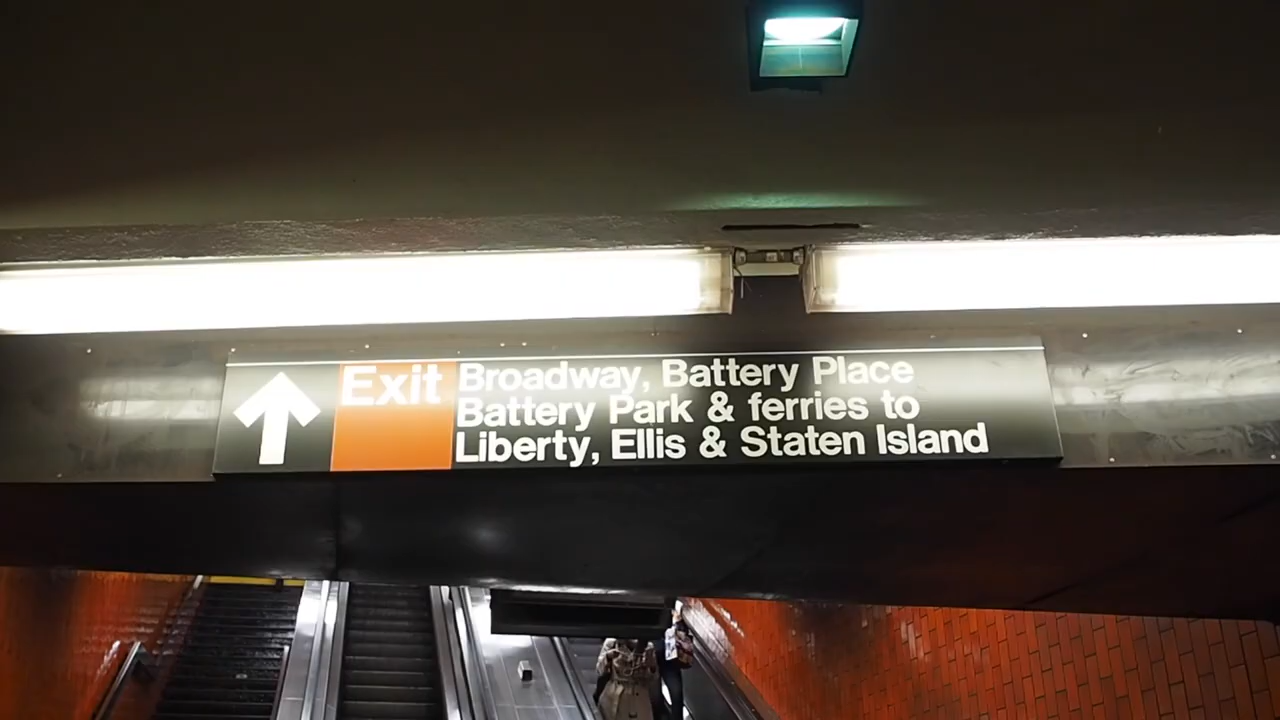 Exit
Broadway, Battery Place
Battery Park & ferries to
Liberty, Ellis & Staten Island